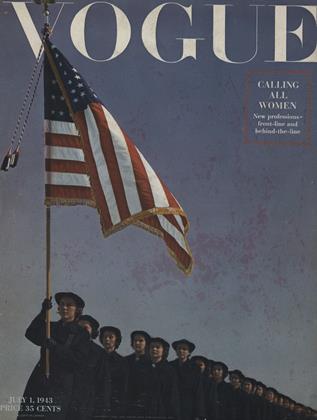 VOGUE
CALLING
ALL
WOMEN
New professions-
front-line and
behind-the-line
JULY 1, 1943
PRICE 35 CENTS